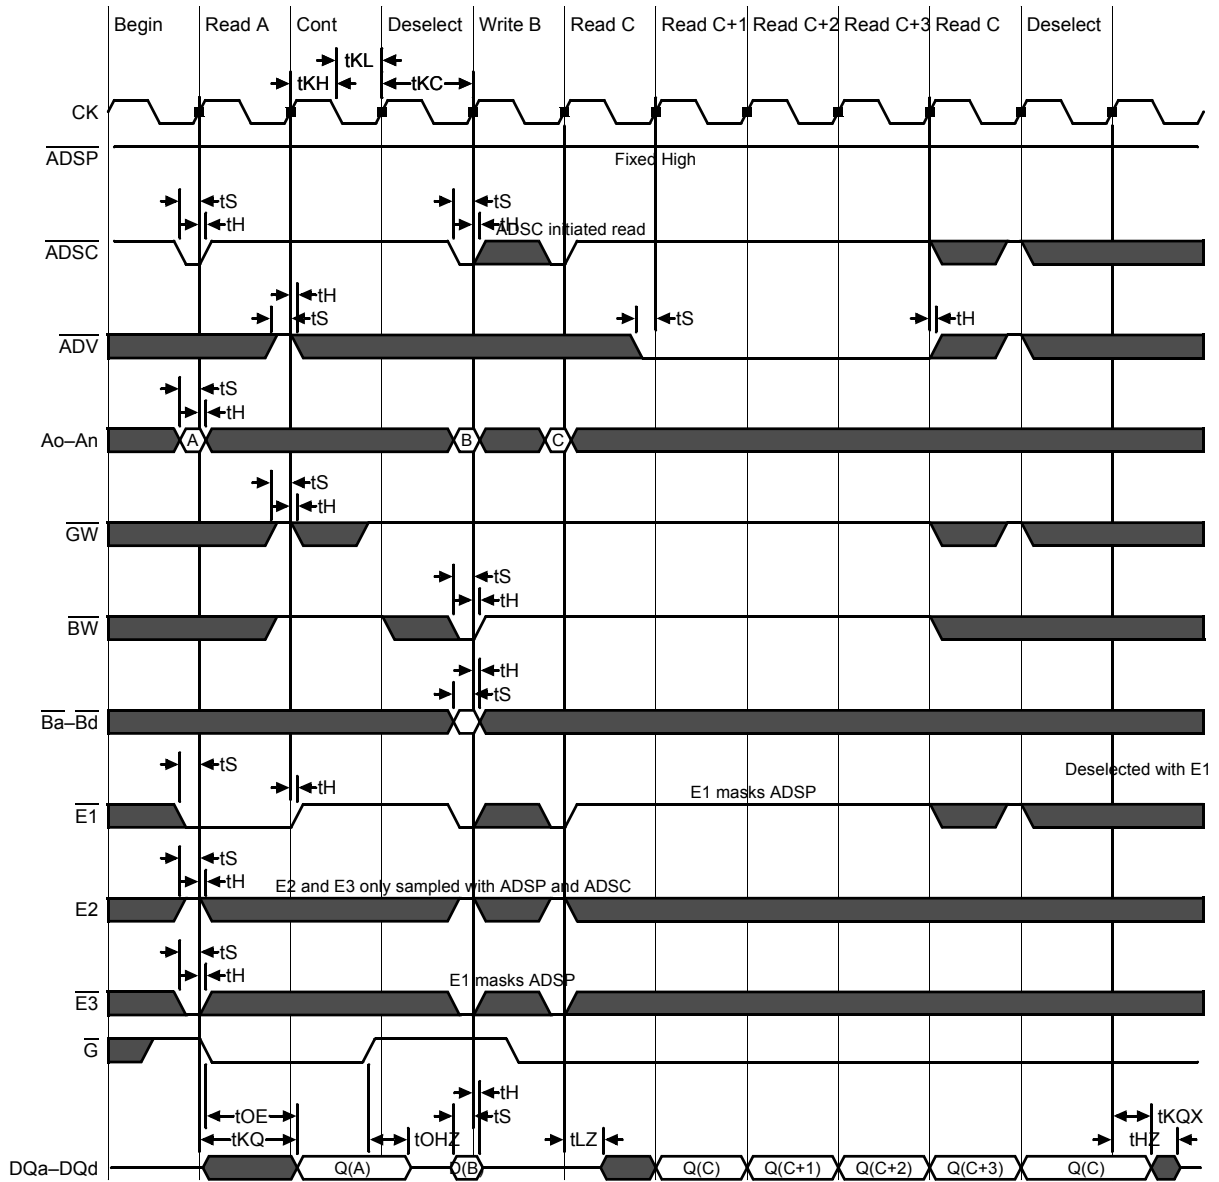 Begin Read A Cont Deselect Write B Read C Read C+1 Read C+2 Read C+3 Read C Deselect
tKL
tKH tKC
CK
ADSP
Fixed High
tS tS
tH tH
ADSC initiated read
ADSC
tH
tS tS tH
ADV
tS
tH
Ao–An A B C
tS
tH
GW
tS
tH
BW
tH
tS
Ba–Bd
tS Deselected with E1
tH
E1 masks ADSP
E1
tS
tH
E2 and E3 only sampled with ADSP and ADSC
E2
tS
tH
E1 masks ADSP
E3
G
tH
tOE tS tKQX
tKQ tOHZ tLZ tHZ
DQa–DQd Q(A) D(B) Q(C) Q(C+1) Q(C+2) Q(C+3) Q(C)